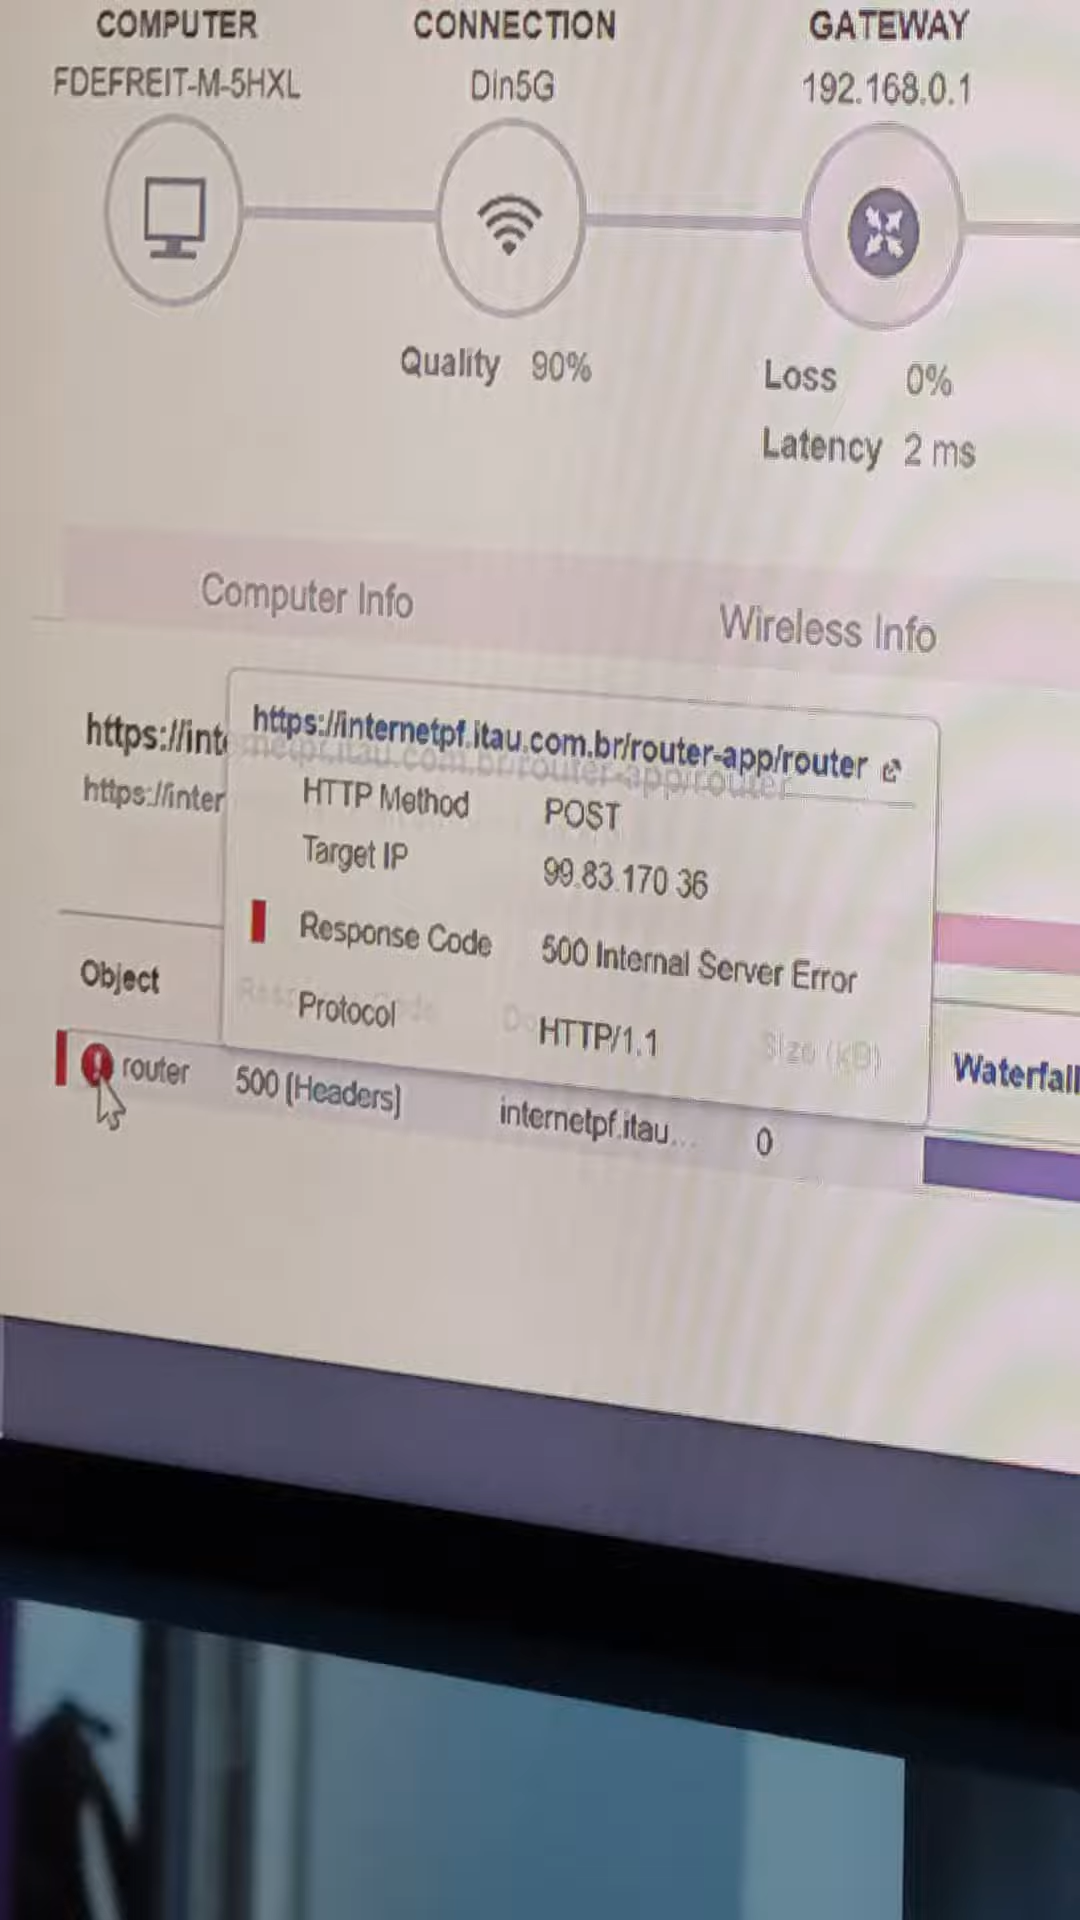 COMPUTER CONNECTION GATEWAY
FDEFREIT-M-5HXL Din5G 192.168.0.1
Quality 90% Loss 0%
Latency 2 ms
Computer Info Wireless Info
https://int
https://internetpf.itau.com.br/router-app/router
https://inter
HTTP Method POST
Target IP 99.83.170.36
Response Code 500 Internal Server Error
Protocol HTTP/1.1
Object Size (kB) Waterfall
router 500 (Headers) internetpf.itau... 0